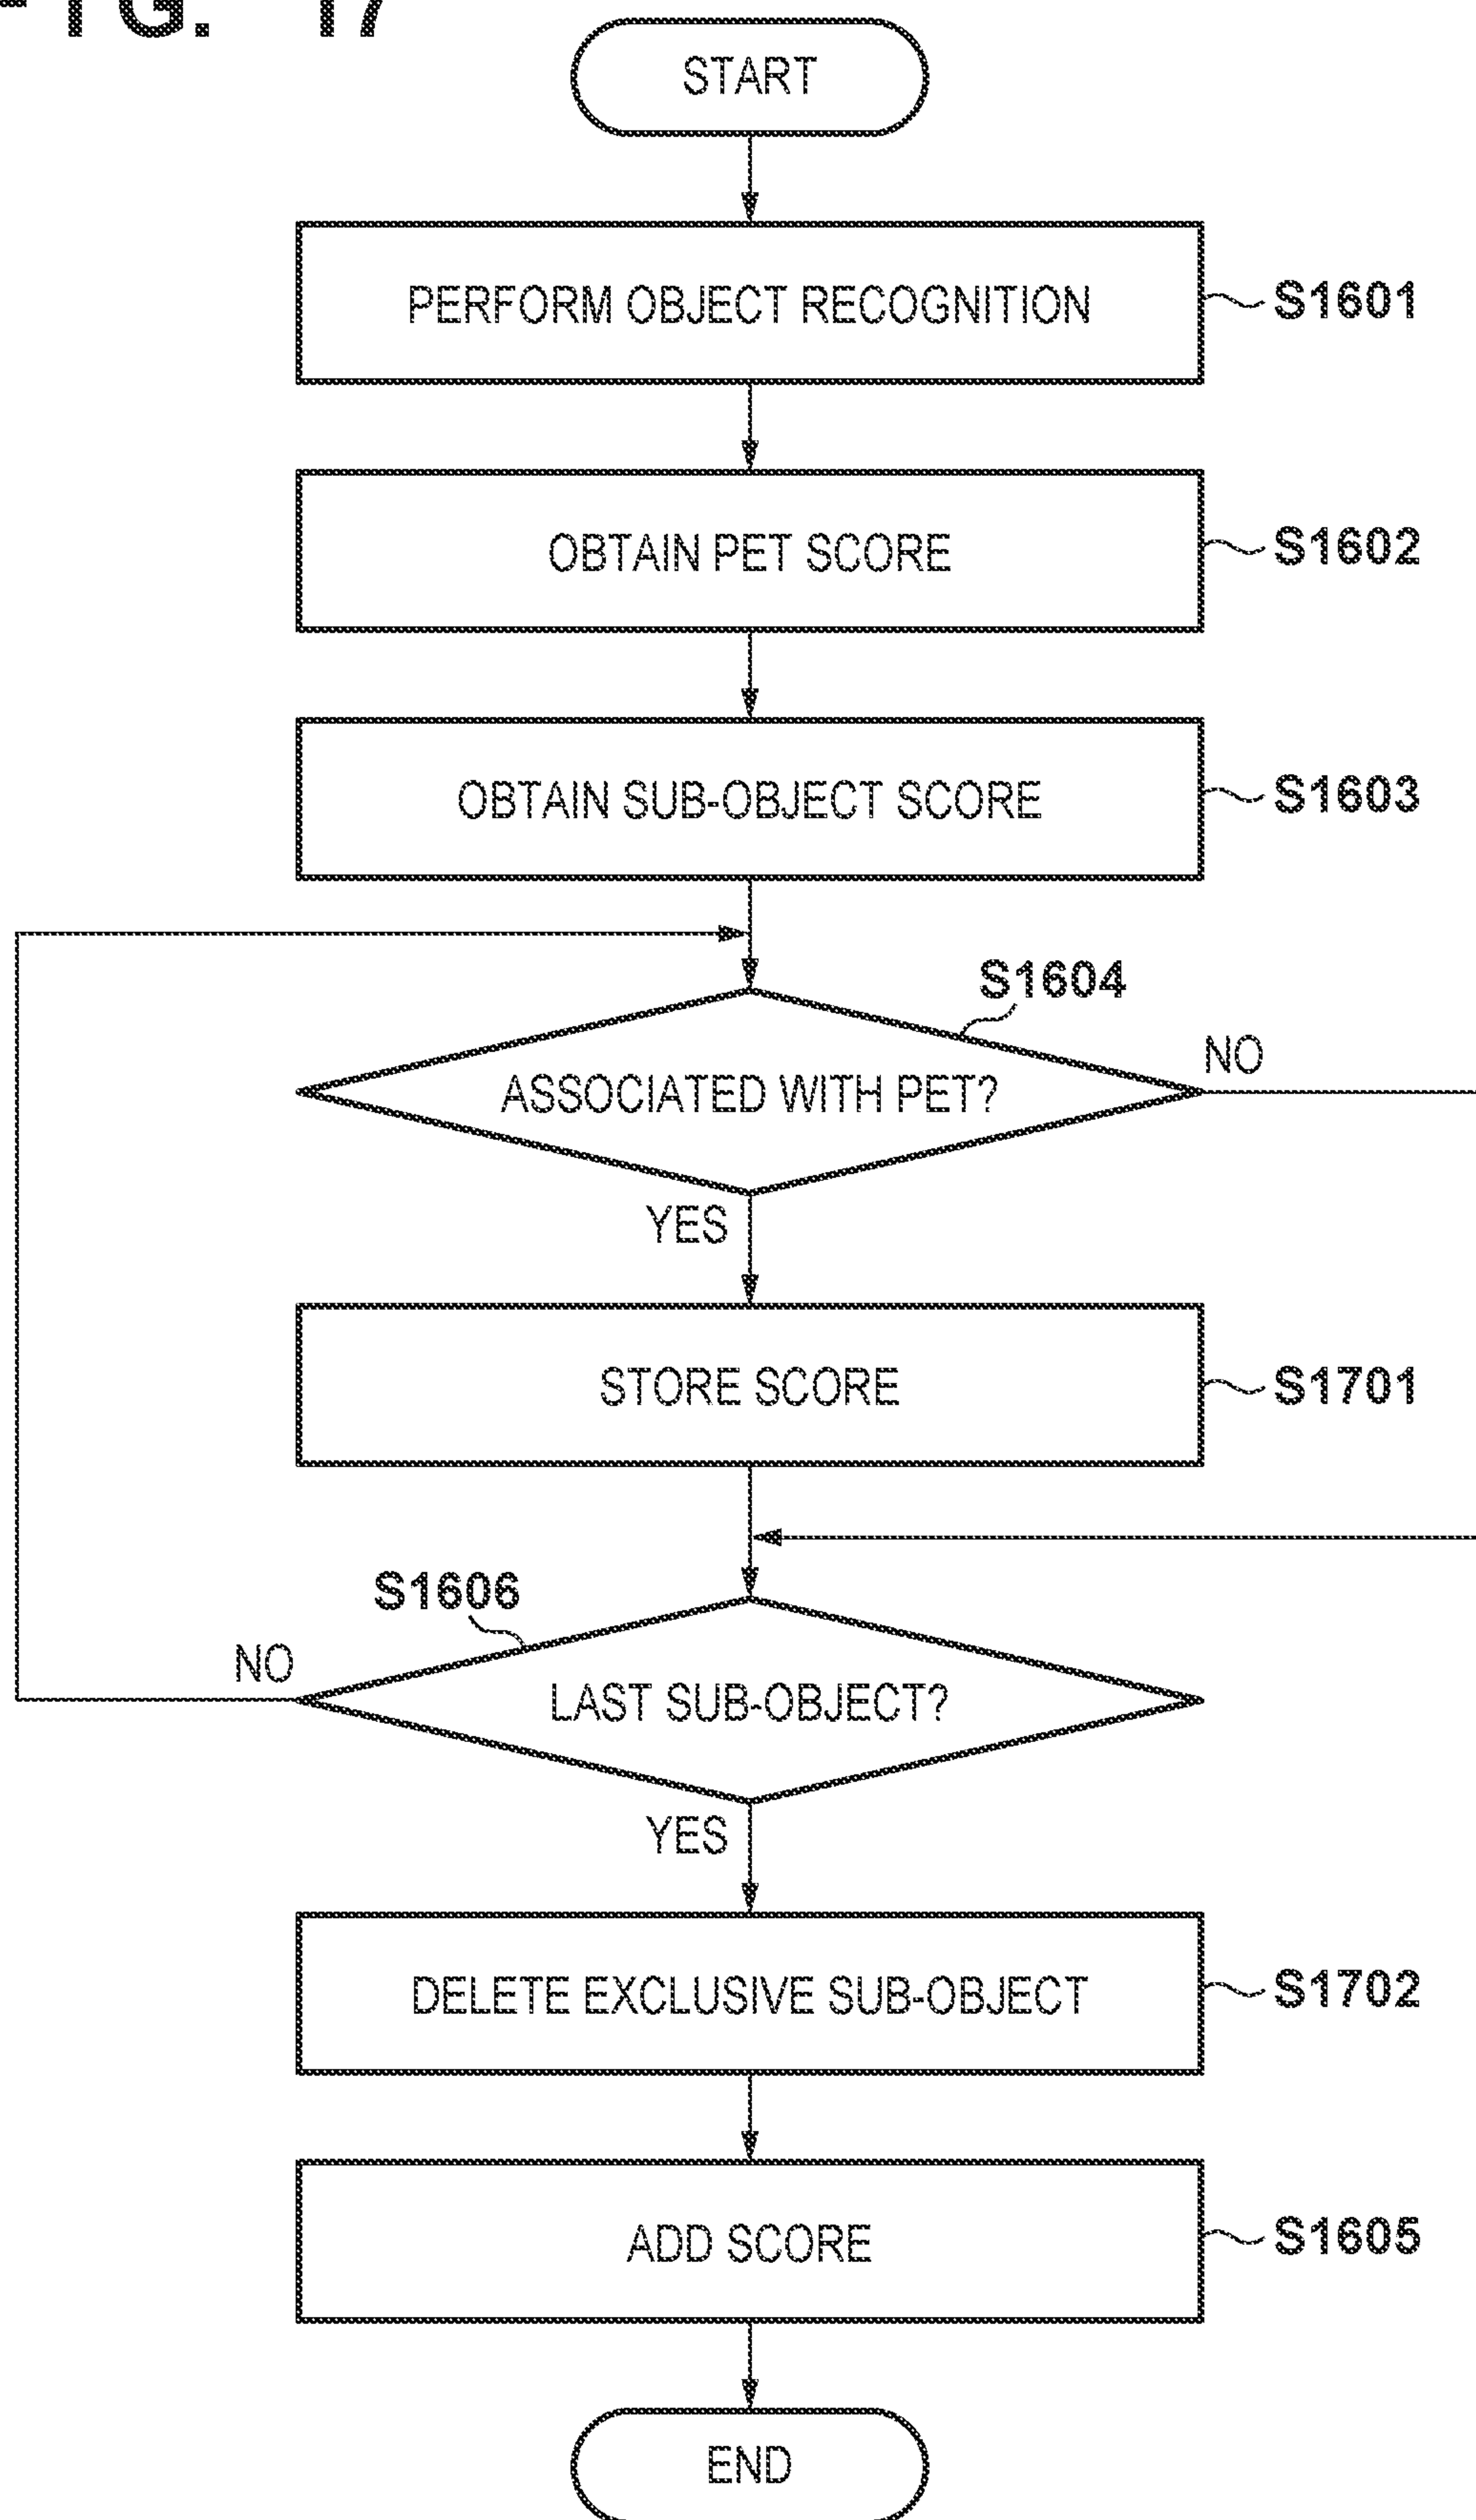 FIG. 17
START
PERFORM OBJECT RECOGNITION
S1601
OBTAIN PET SCORE
S1602
OBTAIN SUB-OBJECT SCORE
S1603
S1604
NO
ASSOCIATED WITH PET?
YES
STORE SCORE
S1701
S1606
NO
LAST SUB-OBJECT?
YES
DELETE EXCLUSIVE SUB-OBJECT
S1702
ADD SCORE
S1605
END